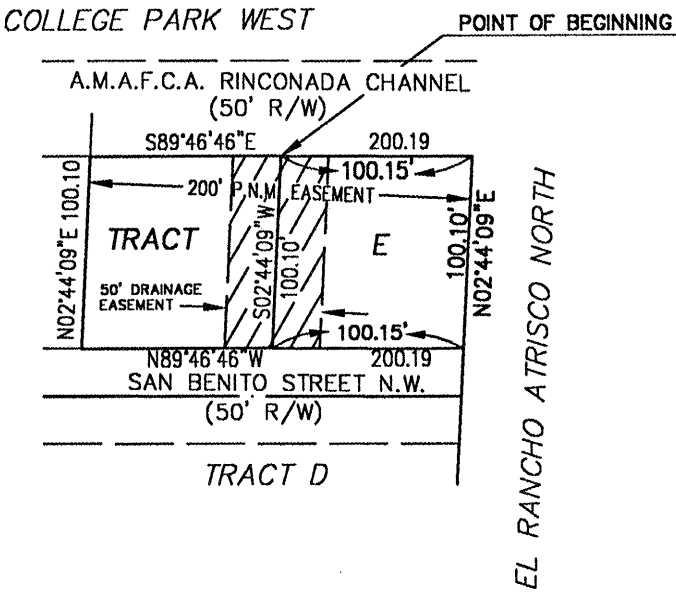 COLLEGE PARK WEST
POINT OF BEGINNING
A.M.A.F.C.A. RINCONADA CHANNEL
(50' R/W)
S89°46'46"E
200.19
100.15'
200' P.N.M. EASEMENT
N02°44'09"E 100.10
TRACT
E
S02°44'09"W
100.10'
100.10'
N02°44'09"E
50' DRAINAGE
EASEMENT
100.15'
N89°46'46"W
200.19
SAN BENITO STREET N.W.
(50' R/W)
TRACT D
EL RANCHO ATRISCO NORTH